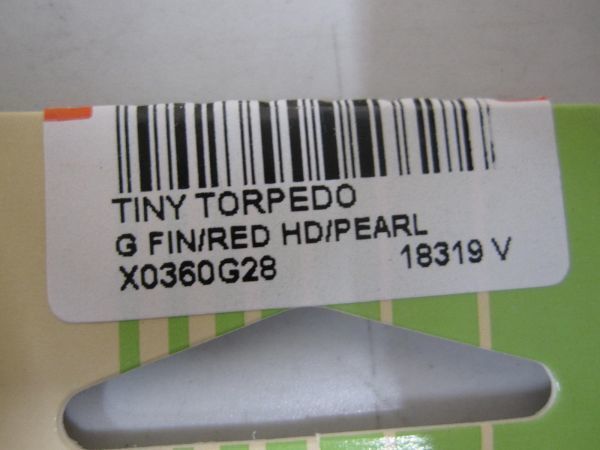 TINY TORPEDO
G FIN/RED HD/PEARL
X0360G28 18319 V